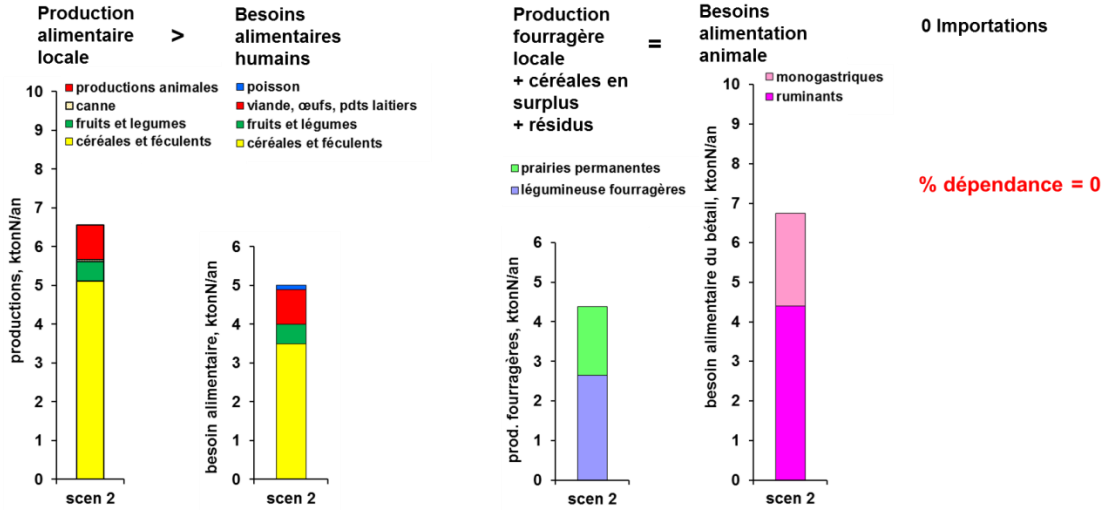 Production
alimentaire
locale
>
Besoins
alimentaires
humains
productions animales
canne
fruits et legumes
céréales et féculents
poisson
viande, œufs, pdts laitiers
fruits et légumes
céréales et féculents
productions, ktonN/an
10
9
8
7
6
5
4
3
2
1
0
scen 2
besoin alimentaire, ktonN/an
6
5
4
3
2
1
0
scen 2
Production
fourragère
locale
+ céréales en
surplus
+ résidus
=
Besoins
alimentation
animale
prairies permanentes
légumineuse fourragères
prod. fourragères, ktonN/an
6
5
4
3
2
1
0
scen 2
monogastriques
ruminants
besoin alimentaire du bétail, ktonN/an
10
9
8
7
6
5
4
3
2
1
0
scen 2
0 Importations
% dépendance = 0